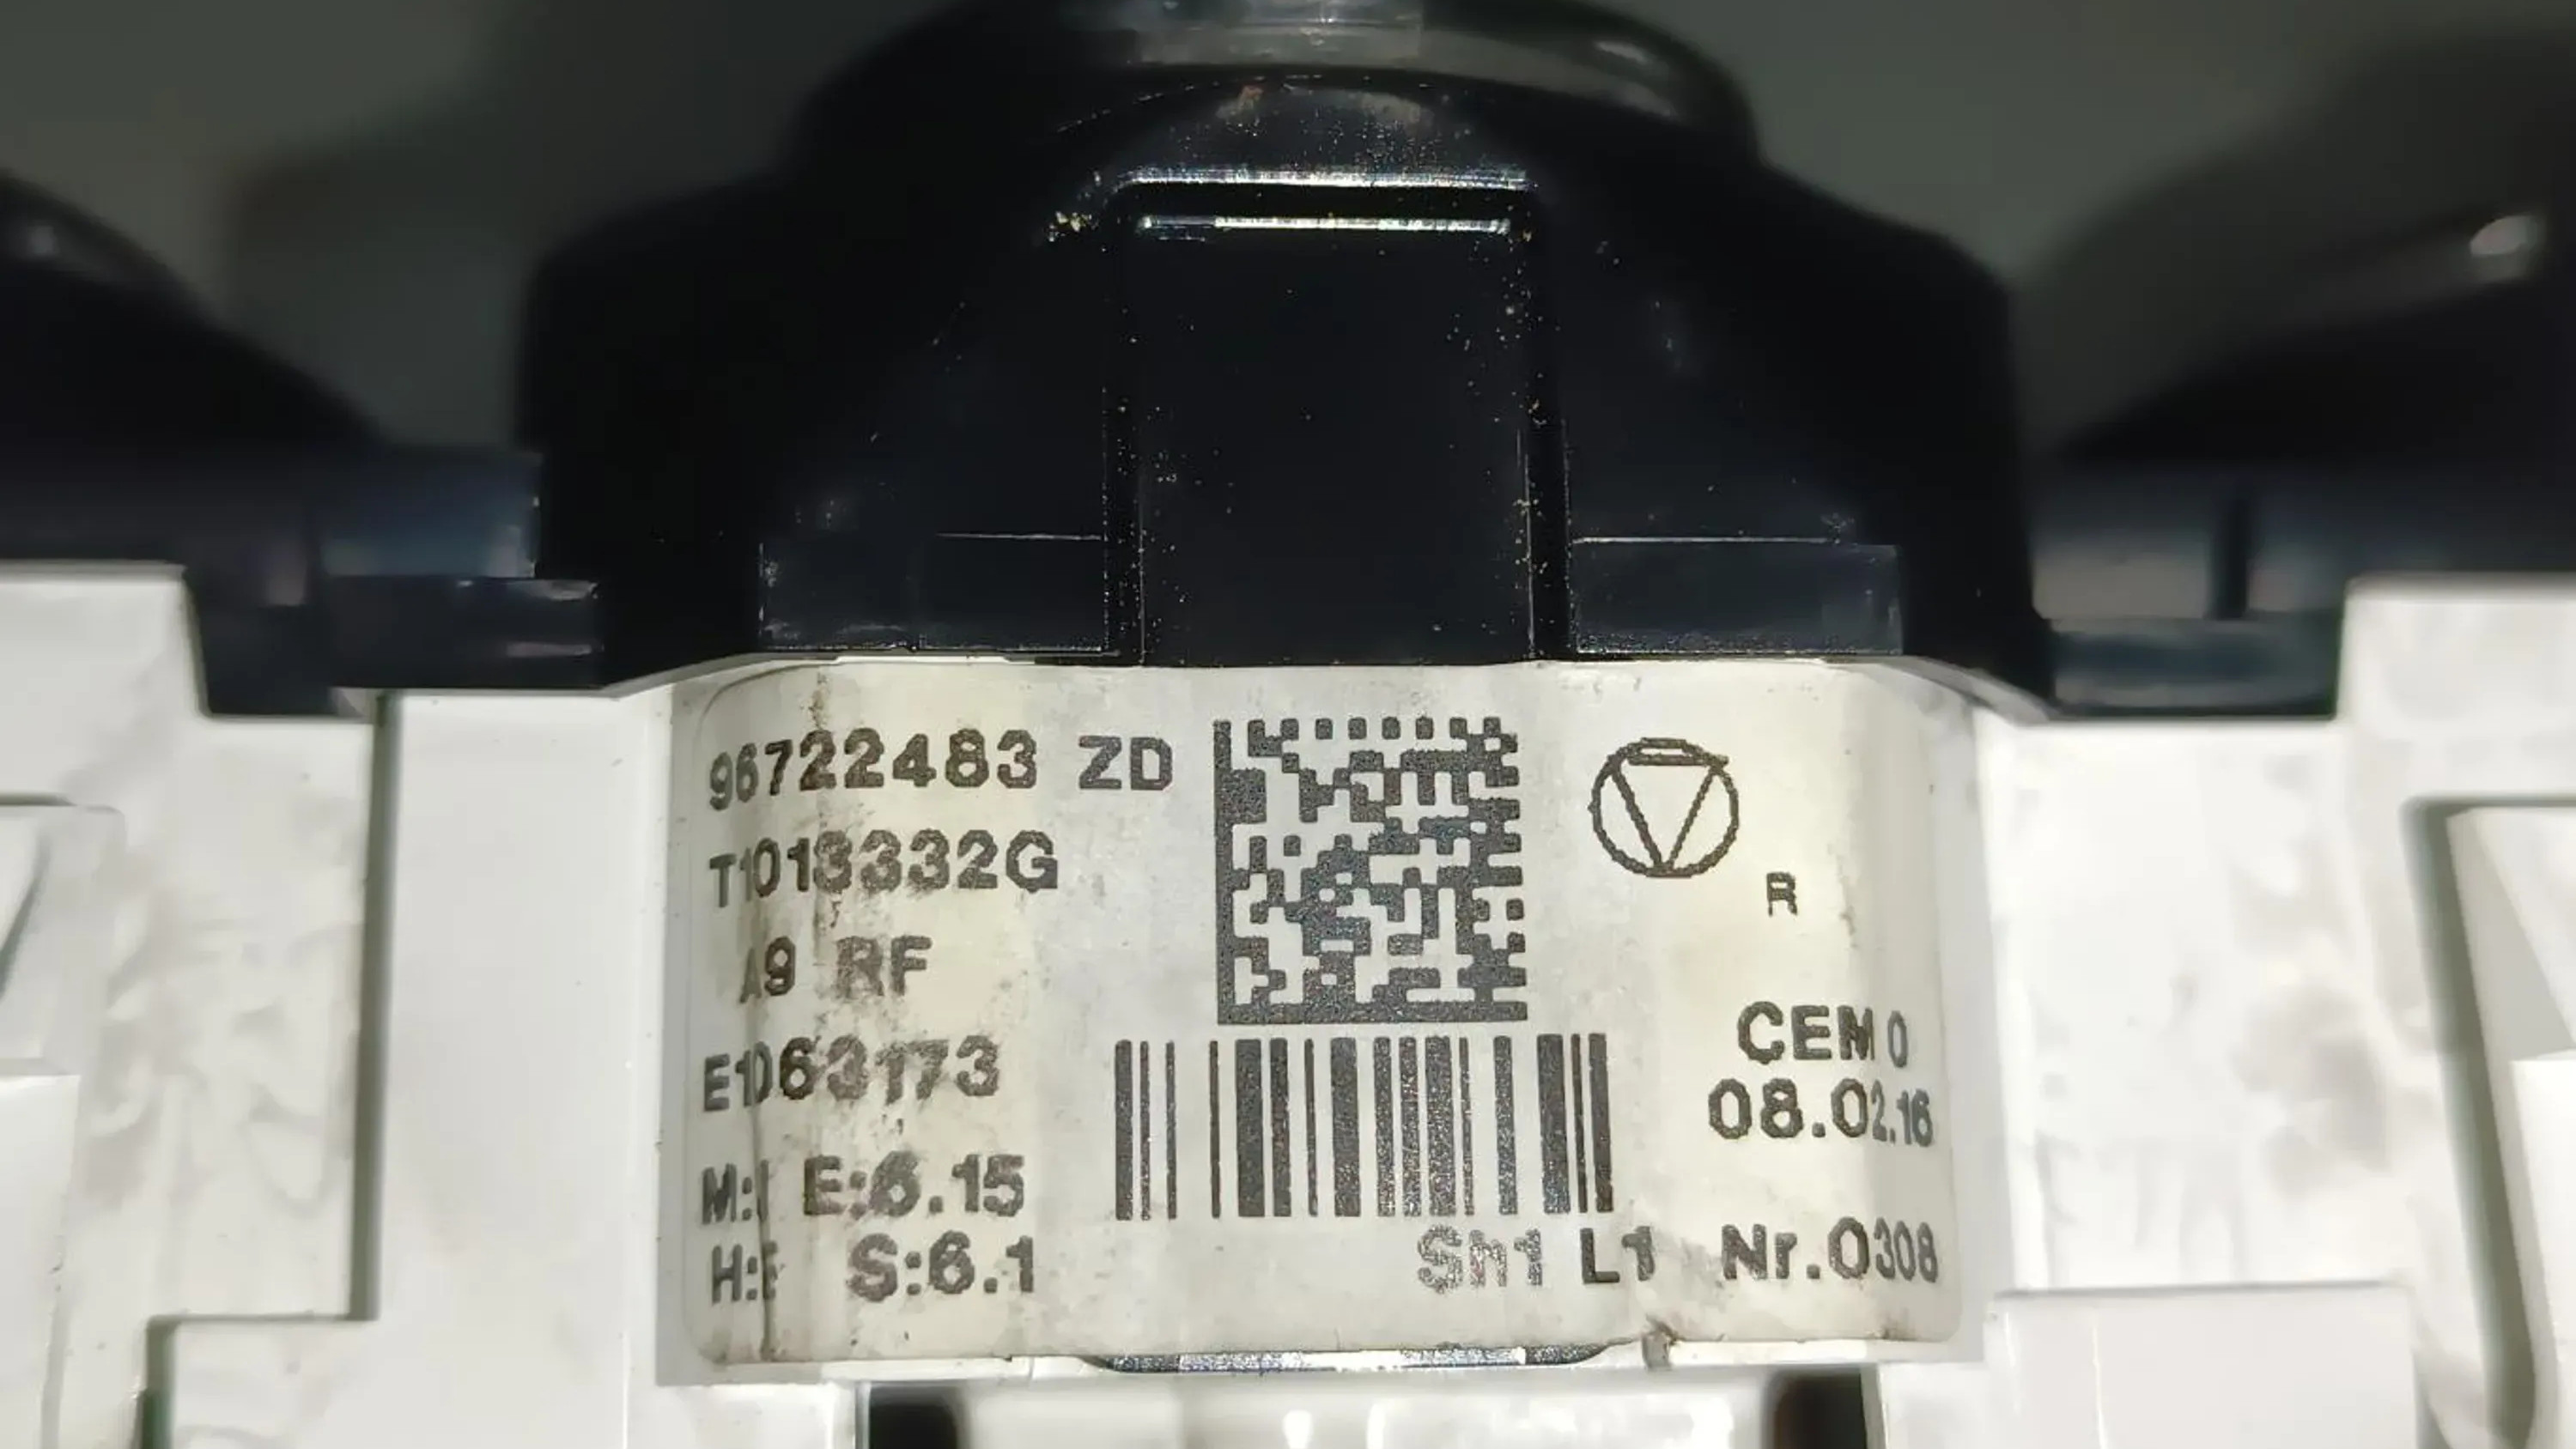 96722483 ZD
T1013332G
A9 RF
E1063173
M:I E:6.15
H:E S:6.1
R
CEM 0
08.02.16
Sh1 L1 Nr.0308